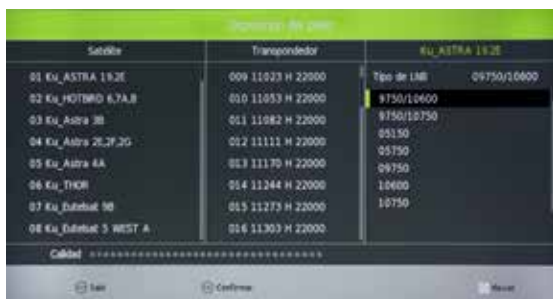 Satélite
Transpondedor
KU_ASTRA 19.2E
01 Ku_ASTRA 19.2E
009 11023 H 22000
Tipo de LNB 09750/10600
02 Ku_HOTBIRD 6,7A,8
010 11053 H 22000
9750/10600
03 Ku_Astra 3B
011 11082 H 22000
9750/10750
04 Ku_Astra 2E,2F,2G
012 11111 H 22000
05150
05 Ku_Astra 4A
013 11170 H 22000
05750
06 Ku_THOR
014 11244 H 22000
09750
07 Ku_Eutelsat 9B
015 11273 H 22000
10600
08 Ku_Eutelsat 5 WEST A
016 11303 H 22000
10750
Calidad
Salir
Confirmar